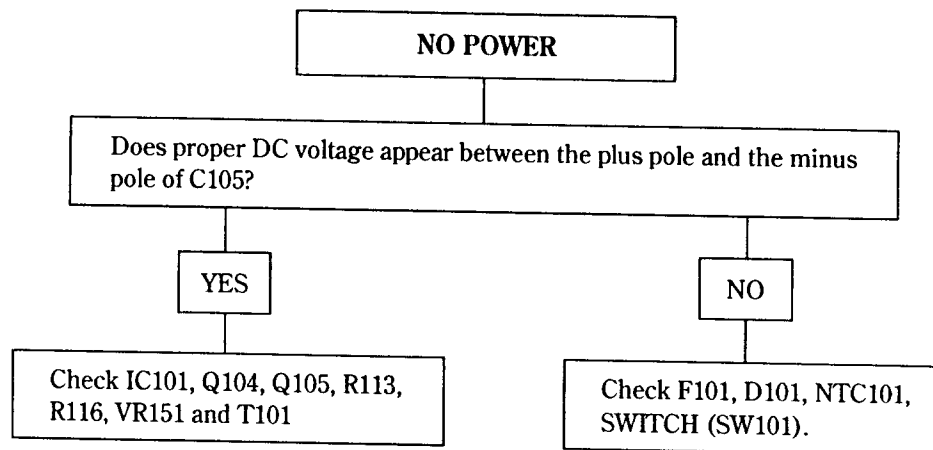 NO POWER
Does proper DC voltage appear between the plus pole and the minus
pole of C105?
YES
NO
Check IC101, Q104, Q105, R113,
R116, VR151 and T101
Check F101, D101, NTC101,
SWITCH (SW101).